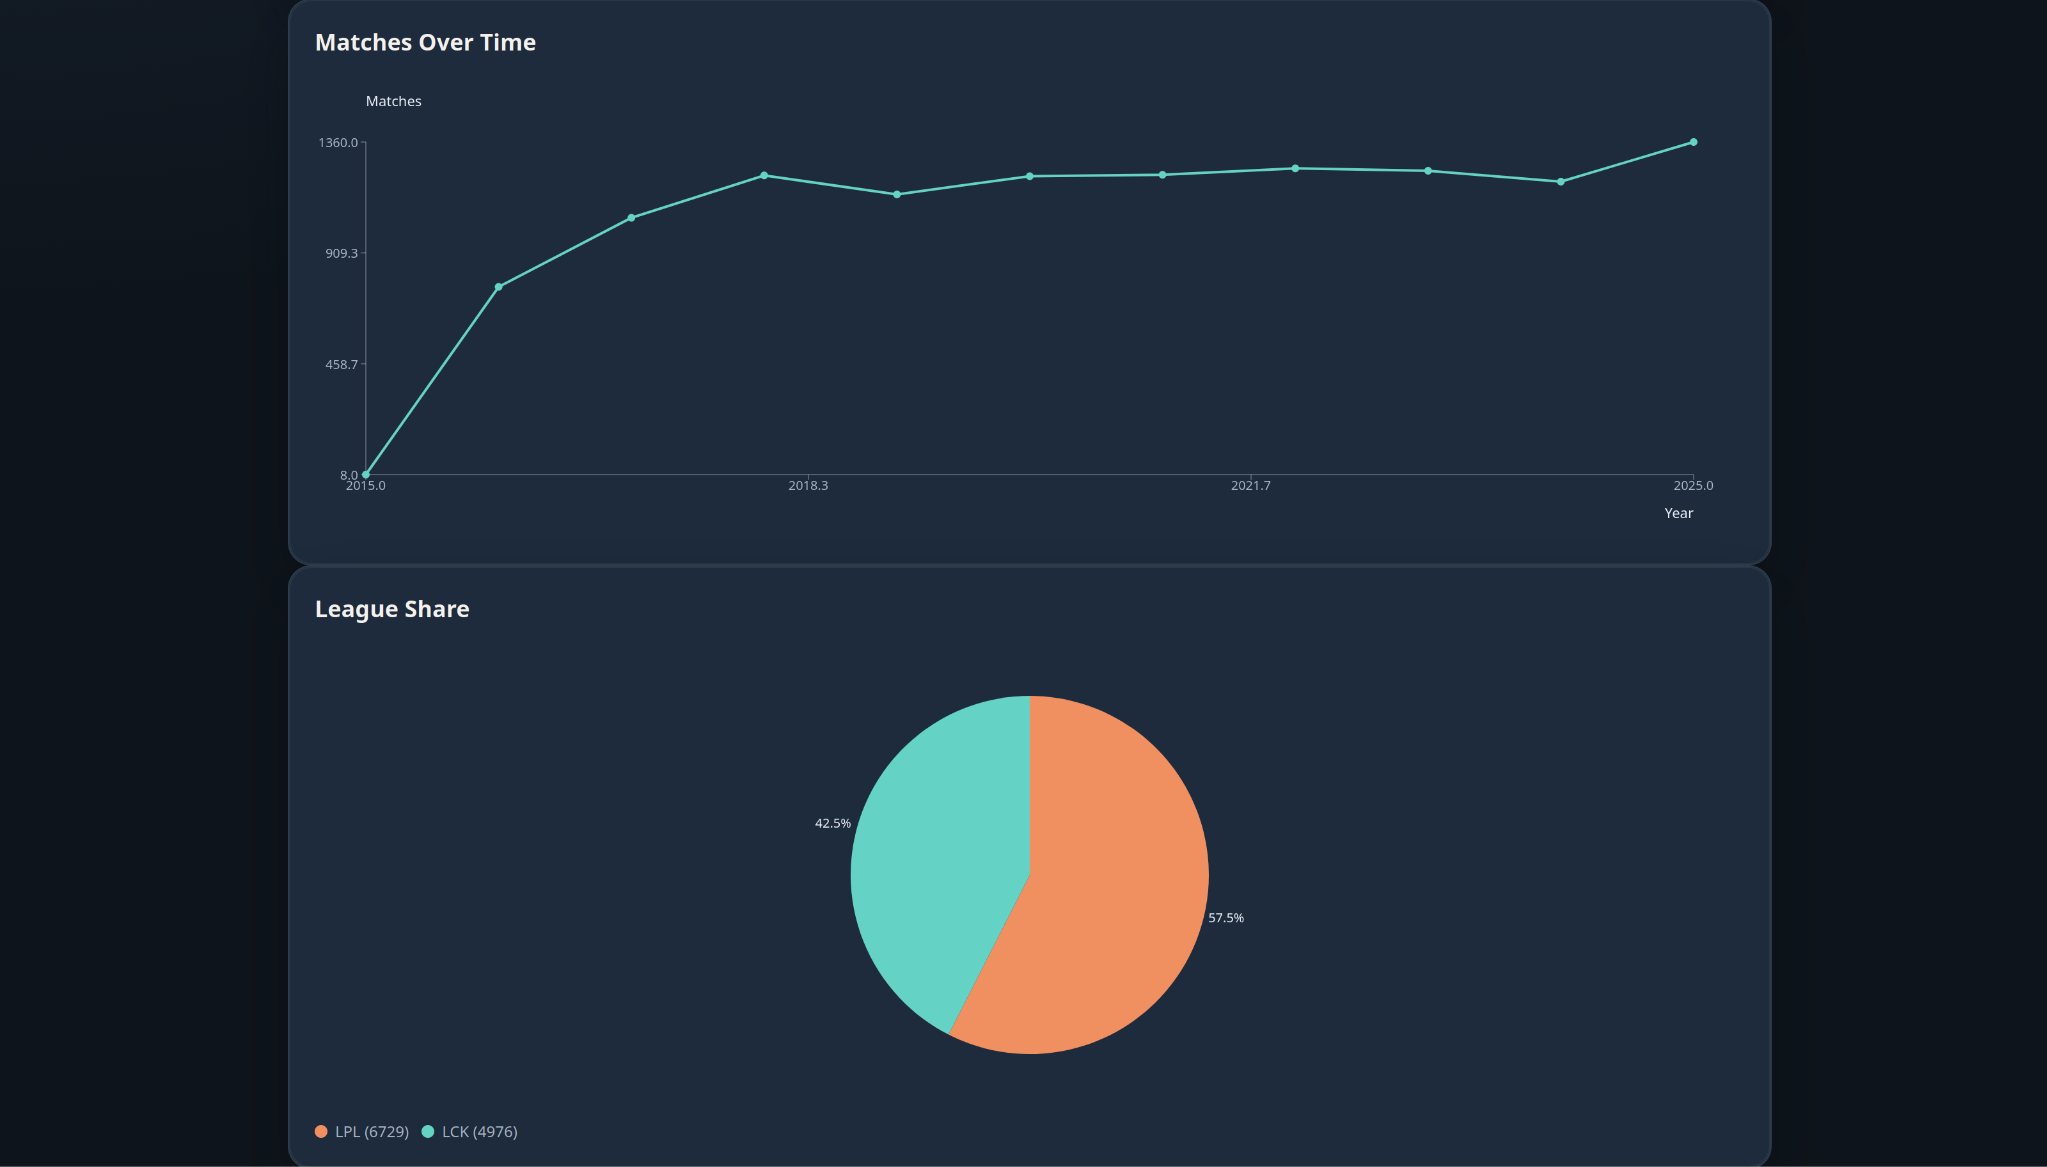 Matches Over Time
Matches
1360.0
909.3
458.7
8.0
2015.0 2018.3 2021.7 2025.0
Year
League Share
42.5%
57.5%
LPL (6729) LCK (4976)